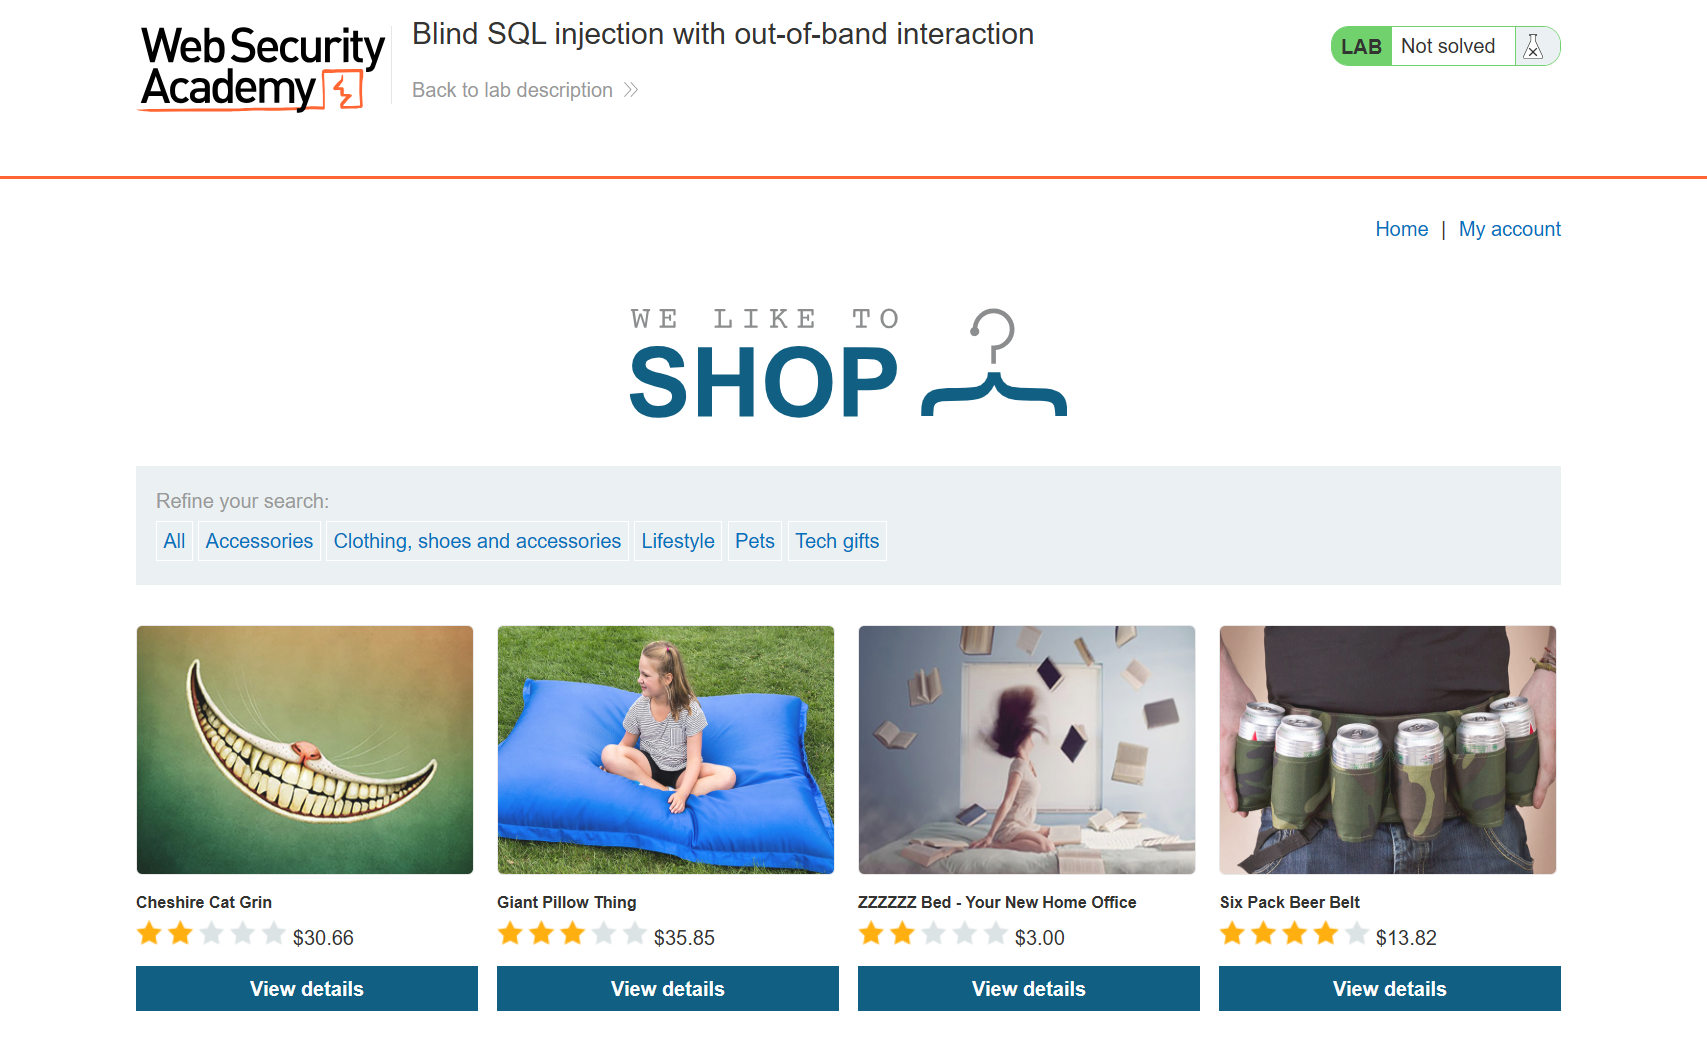 Web Security
Academy
Blind SQL injection with out-of-band interaction
Back to lab description
LAB Not solved
Home | My account
WE LIKE TO
SHOP
Refine your search:
All Accessories Clothing, shoes and accessories Lifestyle Pets Tech gifts
Cheshire Cat Grin Giant Pillow Thing ZZZZZZ Bed - Your New Home Office Six Pack Beer Belt
$30.66 $35.85 $3.00 $13.82
View details View details View details View details